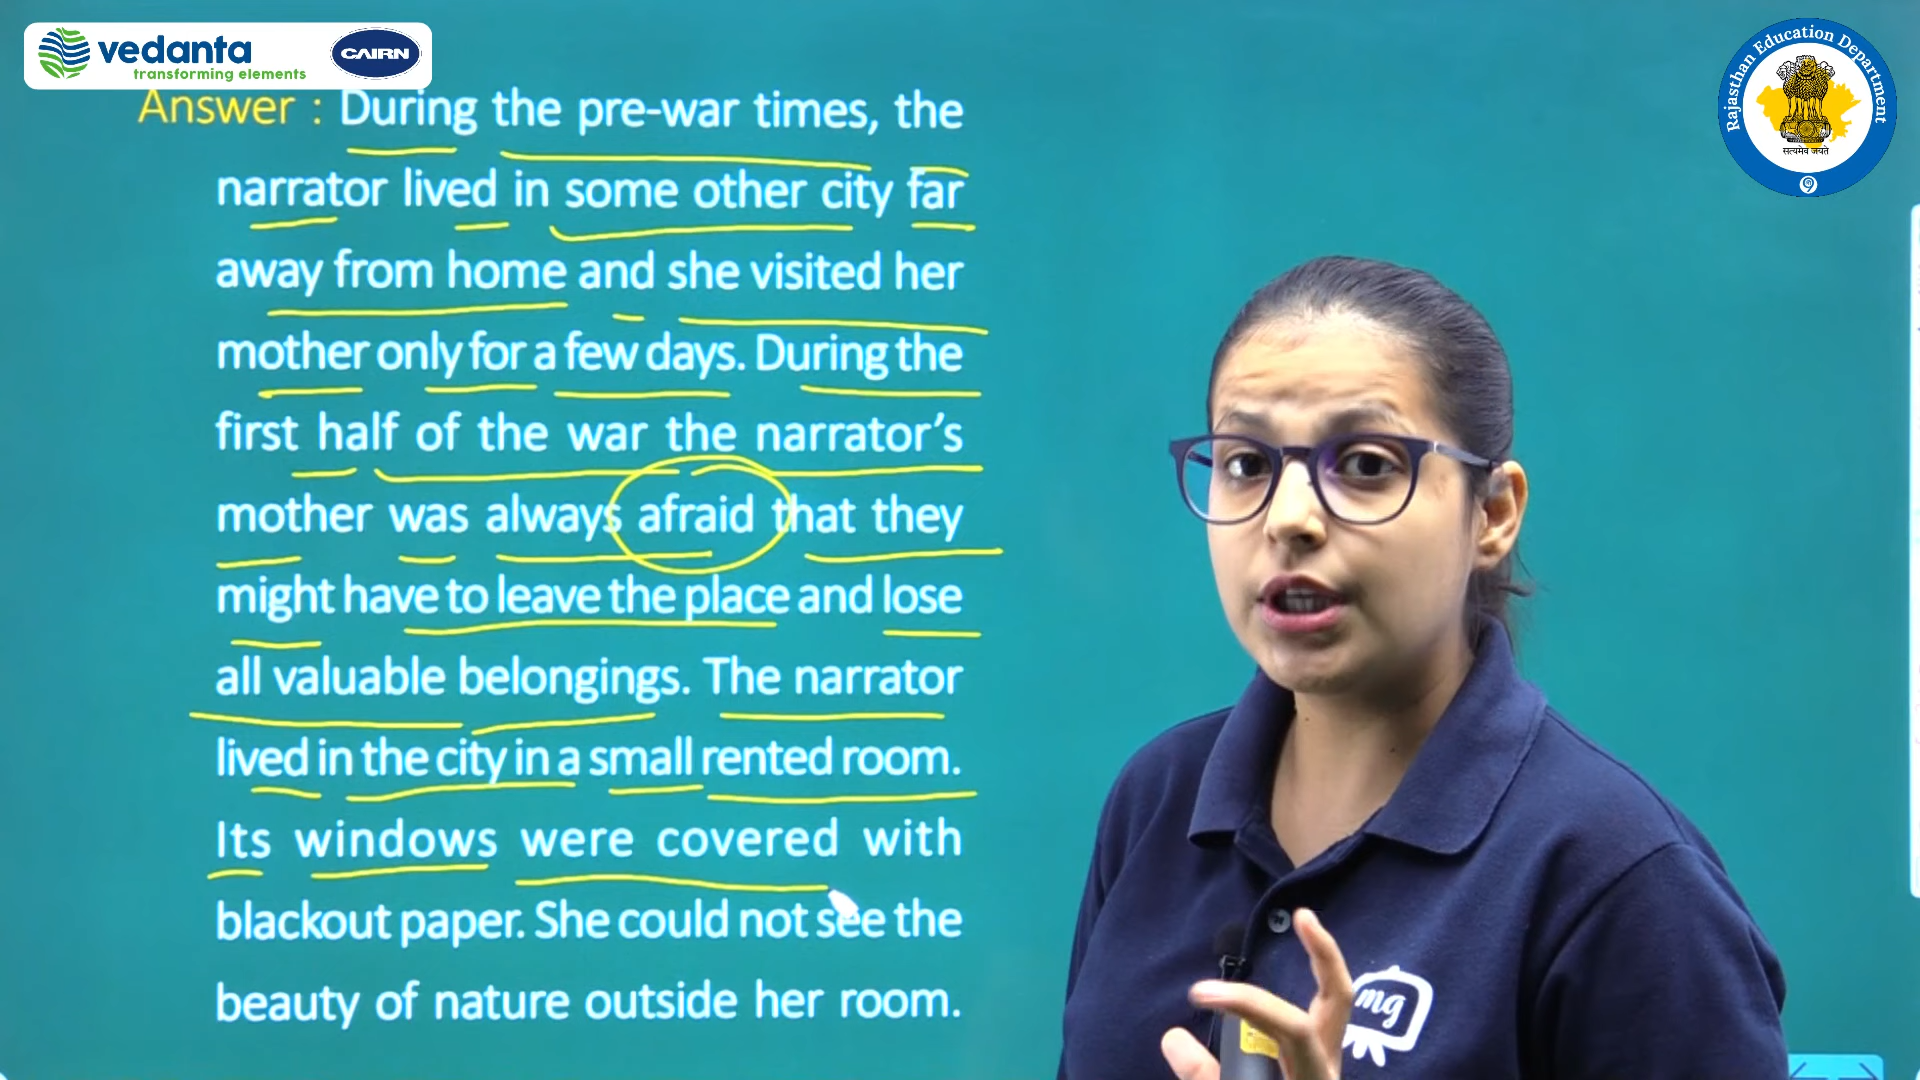 vedanta
transforming elements
CAIRN
Rajasthan Education Department
सत्यमेव जयते
Answer : During the pre-war times, the
narrator lived in some other city far
away from home and she visited her
mother only for a few days. During the
first half of the war the narrator's
mother was always afraid that they
might have to leave the place and lose
all valuable belongings. The narrator
lived in the city in a small rented room.
Its windows were covered with
blackout paper. She could not see the
beauty of nature outside her room.
mg